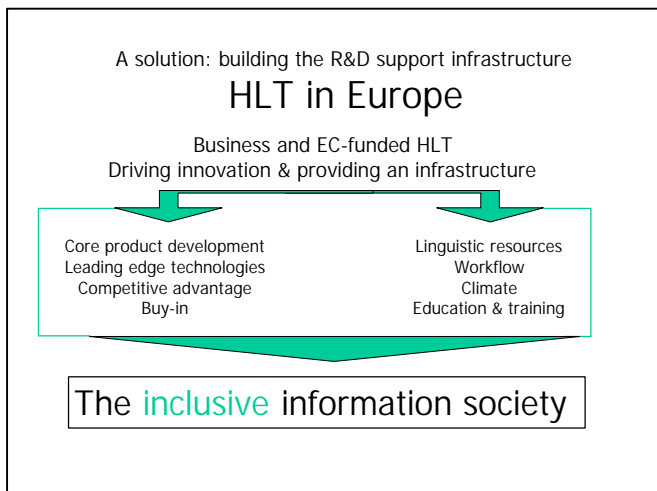 A solution: building the R&D support infrastructure
HLT in Europe
Business and EC-funded HLT
Driving innovation & providing an infrastructure
Core product development
Leading edge technologies
Competitive advantage
Buy-in
Linguistic resources
Workflow
Climate
Education & training
The inclusive information society